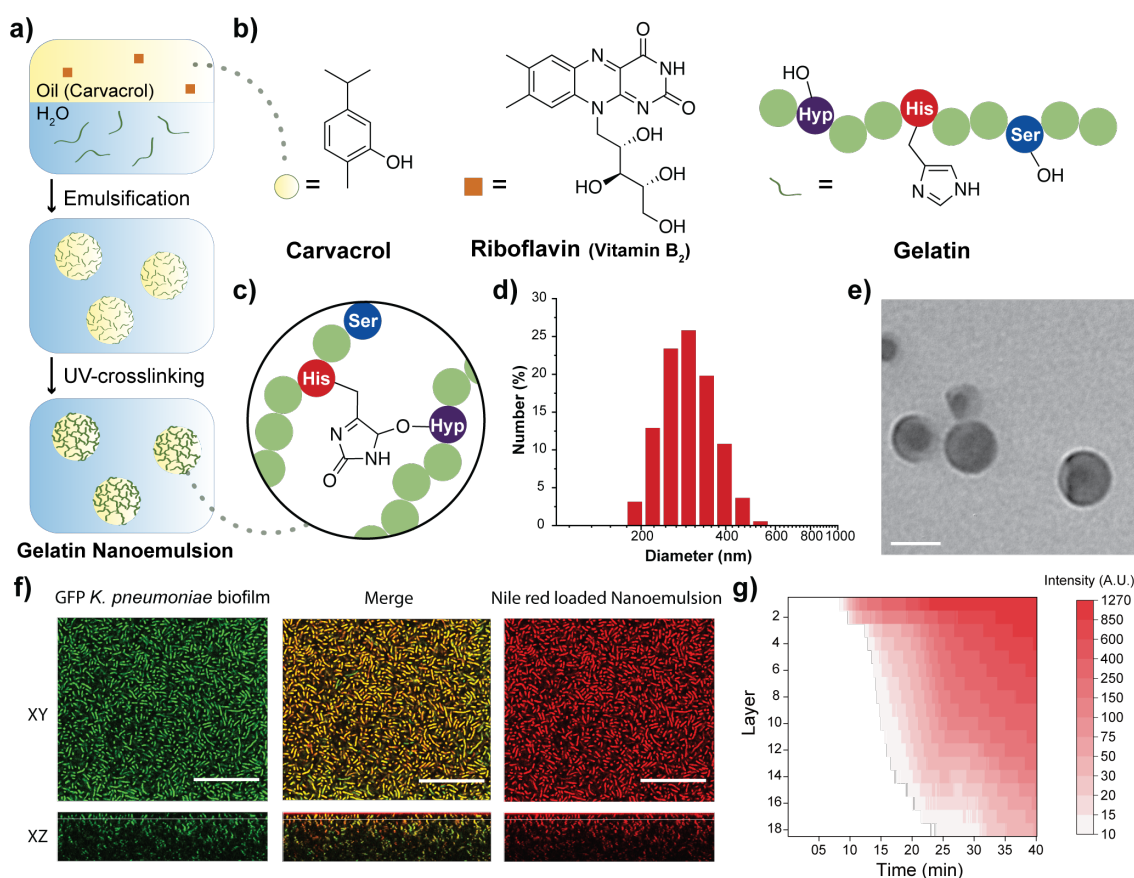 a)
Oil (Carvacrol)
H₂O
Emulsification
UV-crosslinking
Gelatin Nanoemulsion
b)
=
OH
Carvacrol
=
N
O
NH
N
N
O
OH
HO
OH
OH
Riboflavin (Vitamin B₂)
HO
Hyp
His
Ser
OH
N
NH
=
Gelatin
c)
Ser
His
Hyp
O
N
NH
O
d)
Number (%)
30
25
20
15
10
5
0
200 400 600 800 1000
Diameter (nm)
e)
f)
GFP K. pneumoniae biofilm
Merge
Nile red loaded Nanoemulsion
XY
XZ
g)
Intensity (A.U.)
1270
850
600
400
250
150
100
75
50
30
20
15
10
Layer
2
4
6
8
10
12
14
16
18
05 10 15 20 25 30 35 40
Time (min)